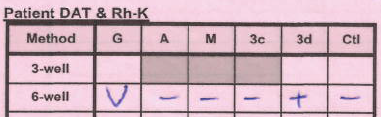 Patient DAT & Rh-K
Method G A M 3c 3d Ctl
3-well
6-well V - - - + -